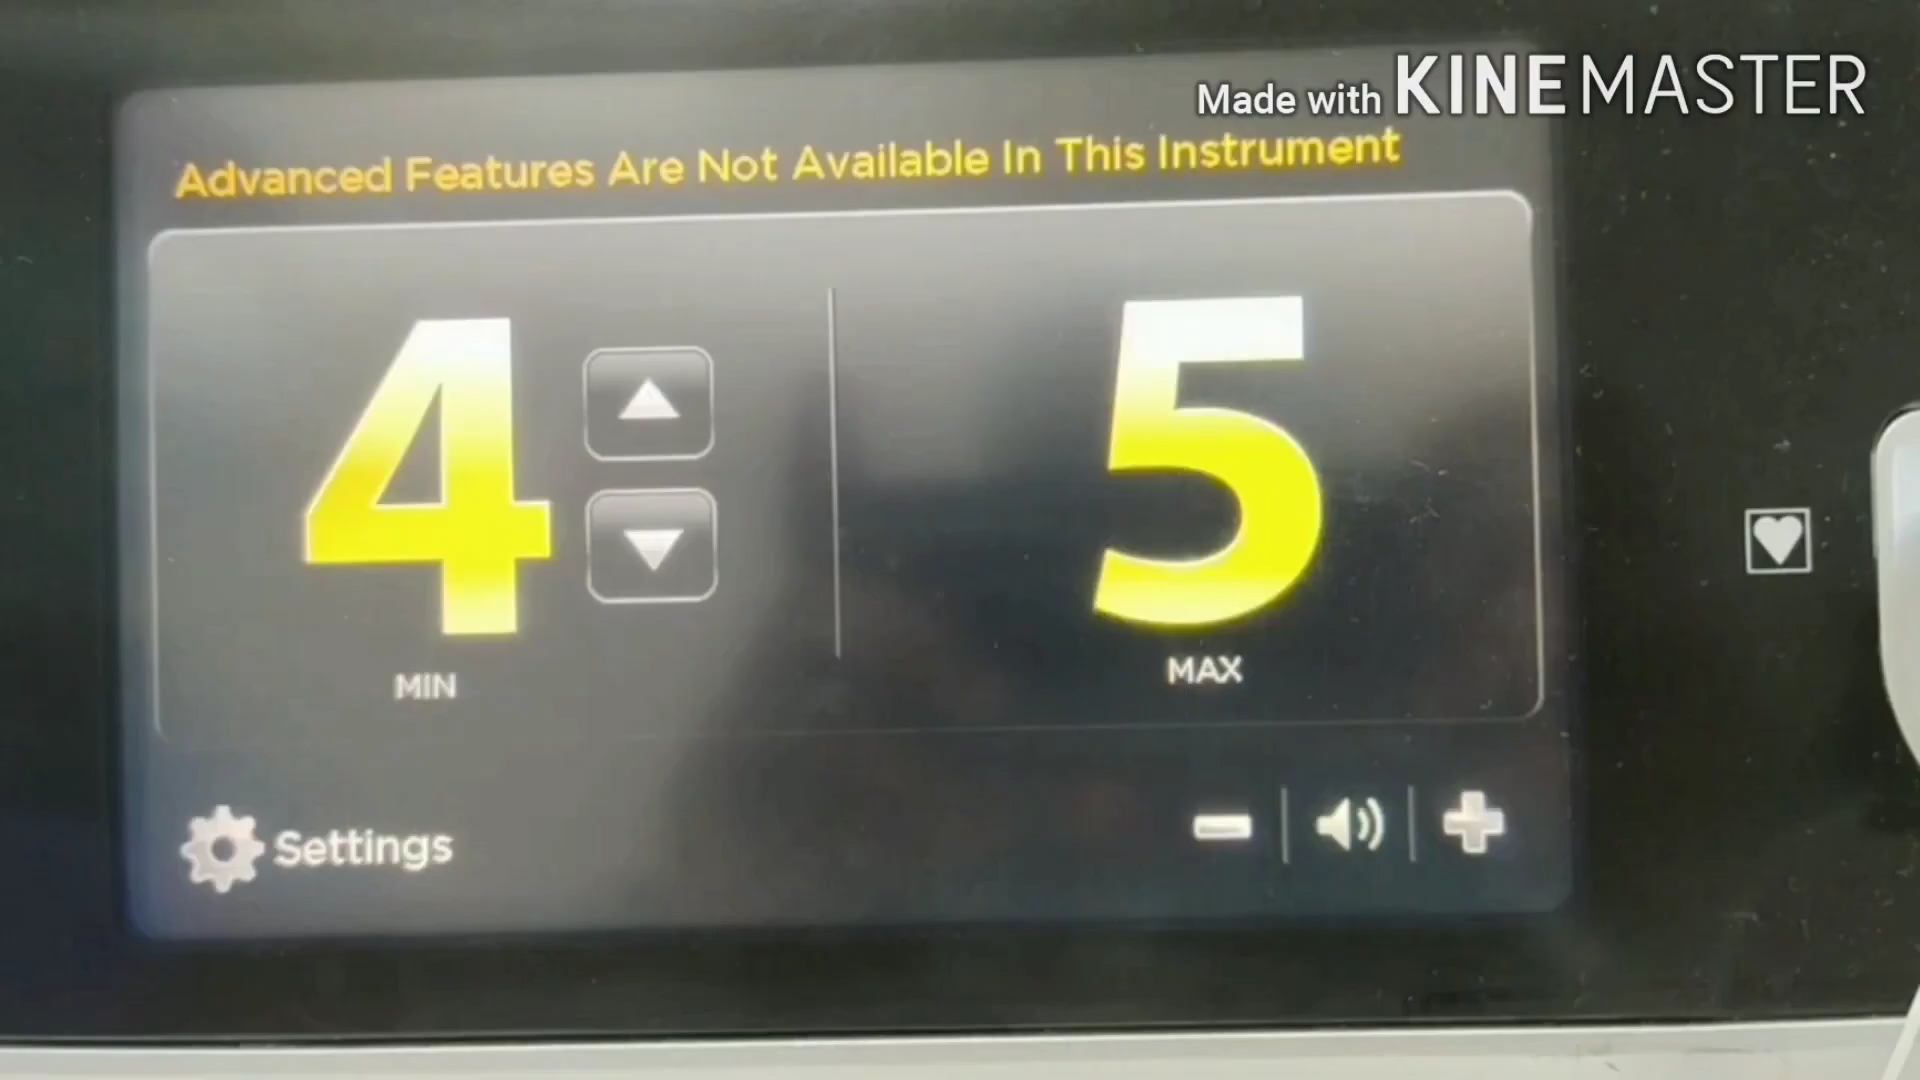 Made with KINEMASTER
Advanced Features Are Not Available In This Instrument
4 5
MIN MAX
Settings